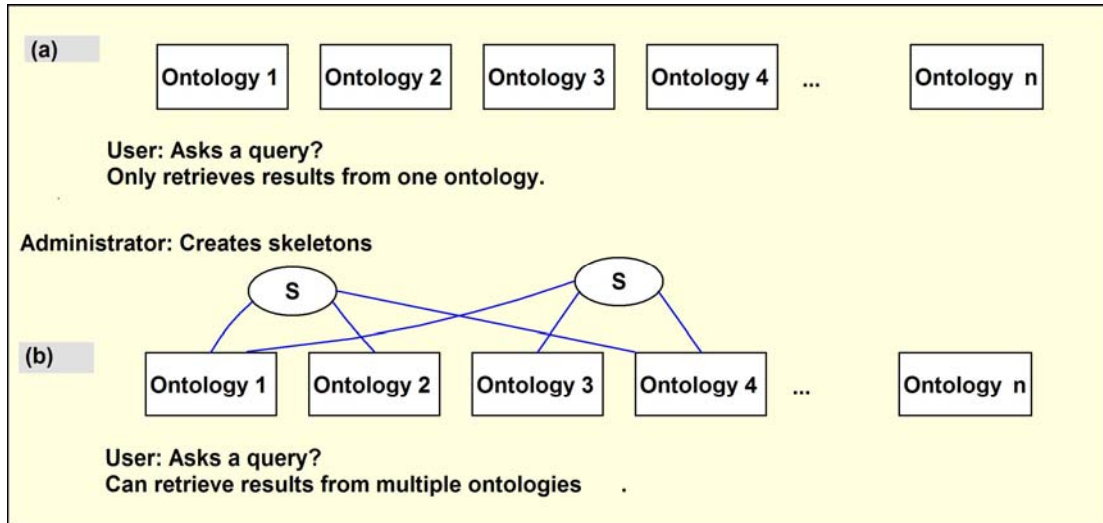 (a)
Ontology 1 Ontology 2 Ontology 3 Ontology 4 ... Ontology n
User: Asks a query?
Only retrieves results from one ontology.
Administrator: Creates skeletons
S S
(b)
Ontology 1 Ontology 2 Ontology 3 Ontology 4 ... Ontology n
User: Asks a query?
Can retrieve results from multiple ontologies .